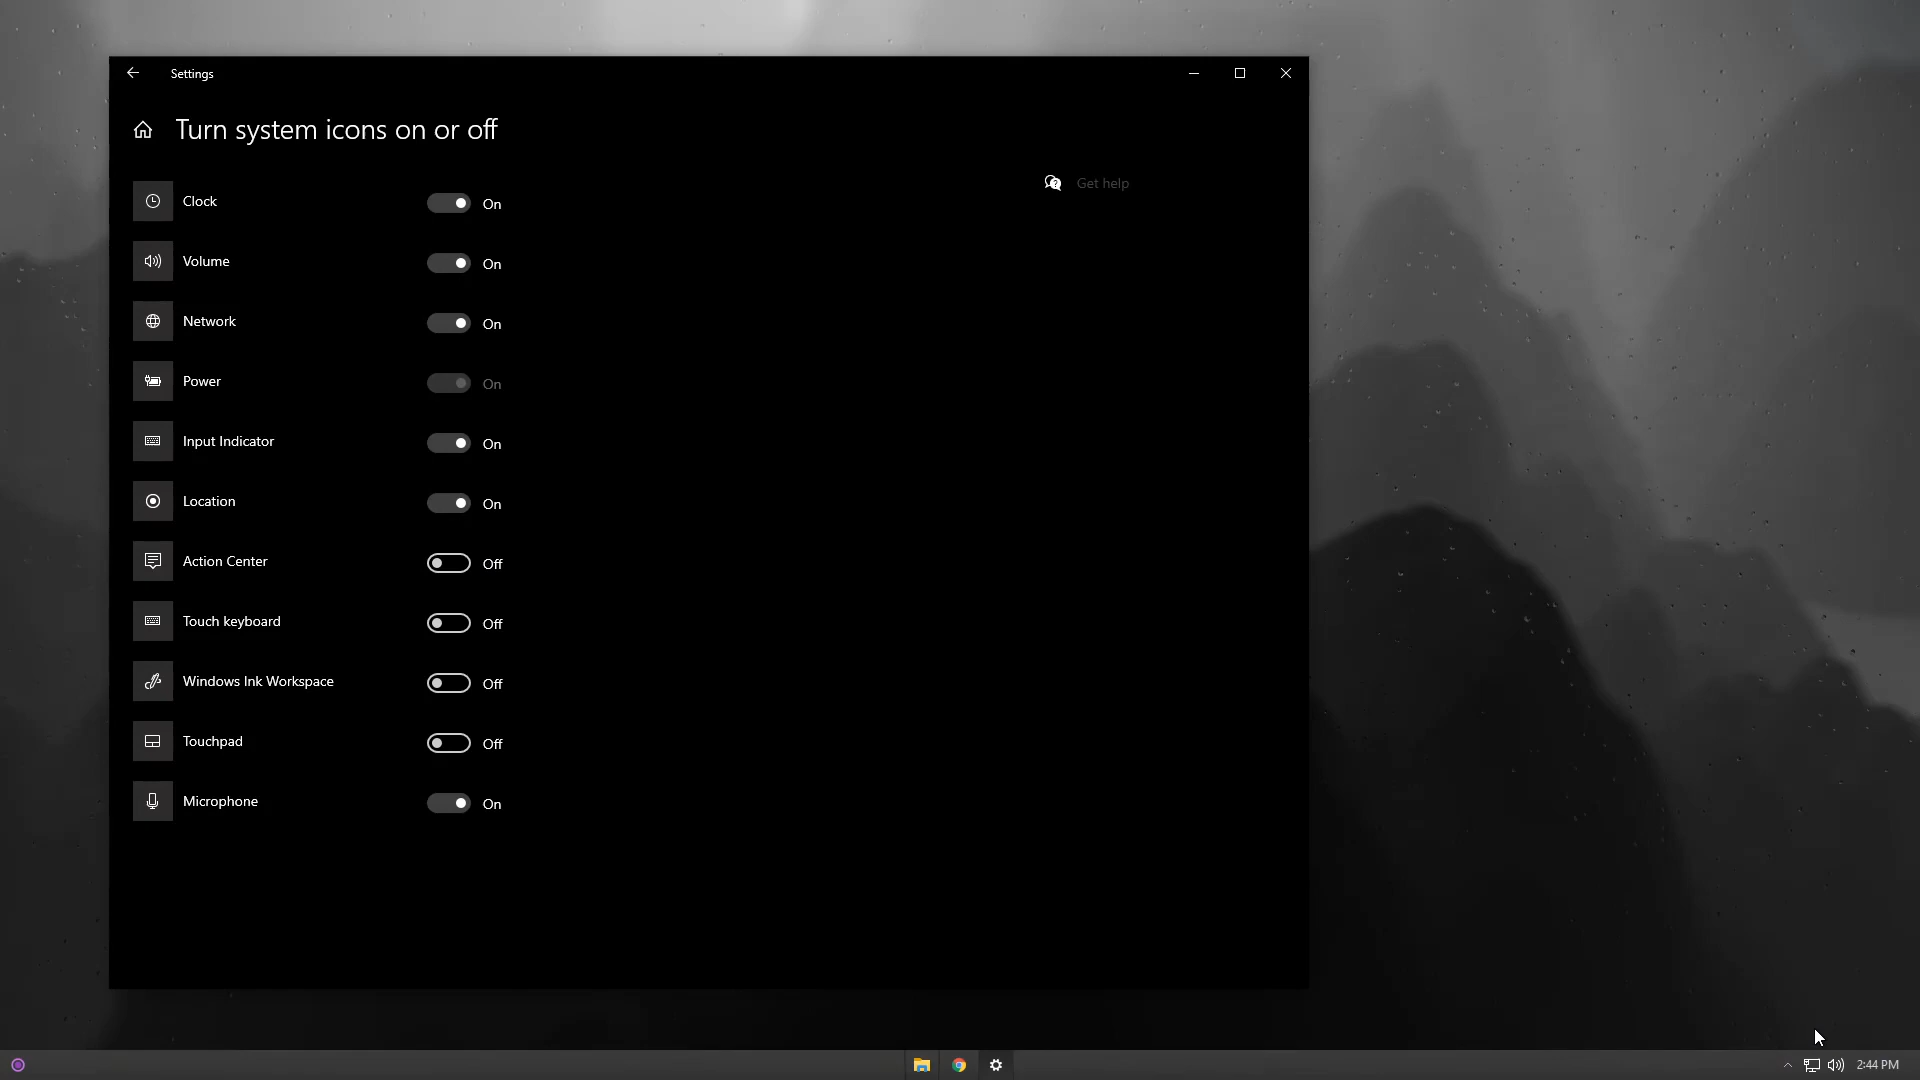 Settings
Turn system icons on or off
Get help
Clock On
Volume On
Network On
Power On
Input Indicator On
Location On
Action Center Off
Touch keyboard Off
Windows Ink Workspace Off
Touchpad Off
Microphone On
2:44 PM